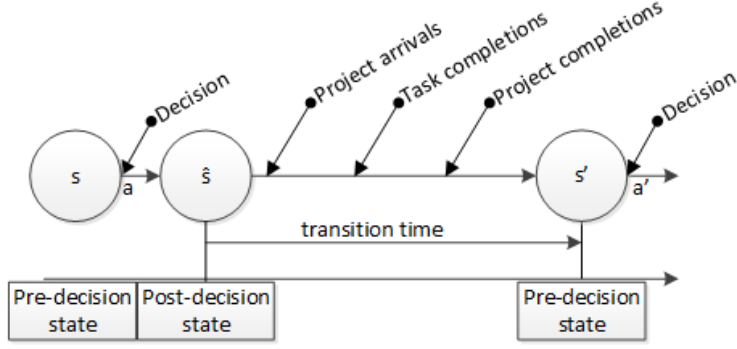 Decision
Project arrivals
Task completions
Project completions
Decision
s
a
ŝ
s'
a'
transition time
Pre-decision
state
Post-decision
state
Pre-decision
state